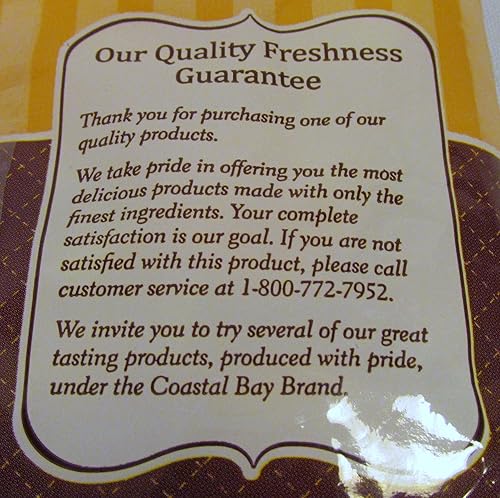 Our Quality Freshness
Guarantee
Thank you for purchasing one of our
quality products.
We take pride in offering you the most
delicious products made with only the
finest ingredients. Your complete
satisfaction is our goal. If you are not
satisfied with this product, please call
customer service at 1-800-772-7952.
We invite you to try several of our great
tasting products, produced with pride,
under the Coastal Bay Brand.